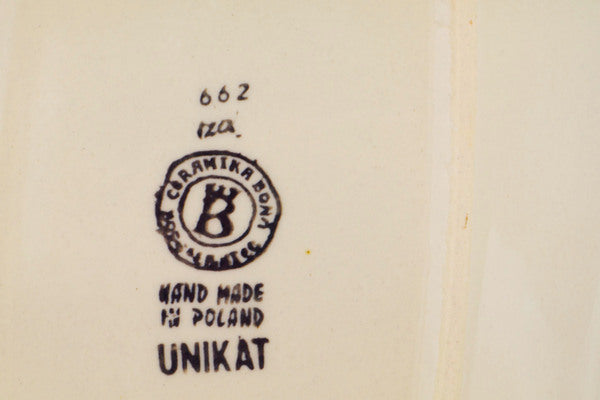 662
iza.
CERAMIKA BONA
B
HAND MADE
IN POLAND
UNIKAT